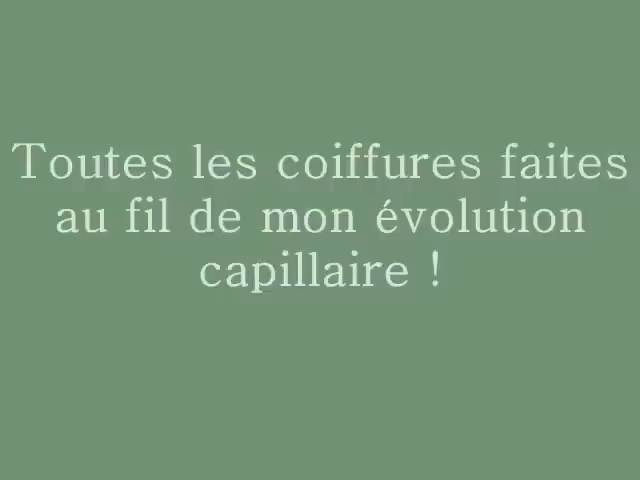 Toutes les coiffures faites
au fil de mon évolution
capillaire !